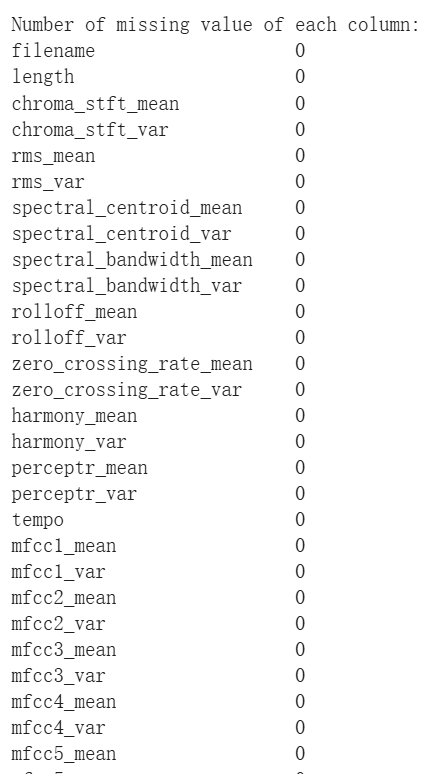 Number of missing value of each column:
filename 0
length 0
chroma_stft_mean 0
chroma_stft_var 0
rms_mean 0
rms_var 0
spectral_centroid_mean 0
spectral_centroid_var 0
spectral_bandwidth_mean 0
spectral_bandwidth_var 0
rolloff_mean 0
rolloff_var 0
zero_crossing_rate_mean 0
zero_crossing_rate_var 0
harmony_mean 0
harmony_var 0
perceptr_mean 0
perceptr_var 0
tempo 0
mfcc1_mean 0
mfcc1_var 0
mfcc2_mean 0
mfcc2_var 0
mfcc3_mean 0
mfcc3_var 0
mfcc4_mean 0
mfcc4_var 0
mfcc5_mean 0